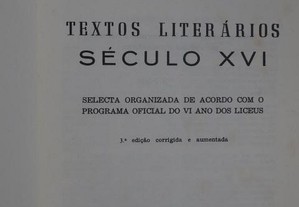 TEXTOS LITERÁRIOS
SÉCULO XVI
SELECTA ORGANIZADA DE ACORDO COM O
PROGRAMA OFICIAL DO VI ANO DOS LICEUS
3.ª edição corrigida e aumentada